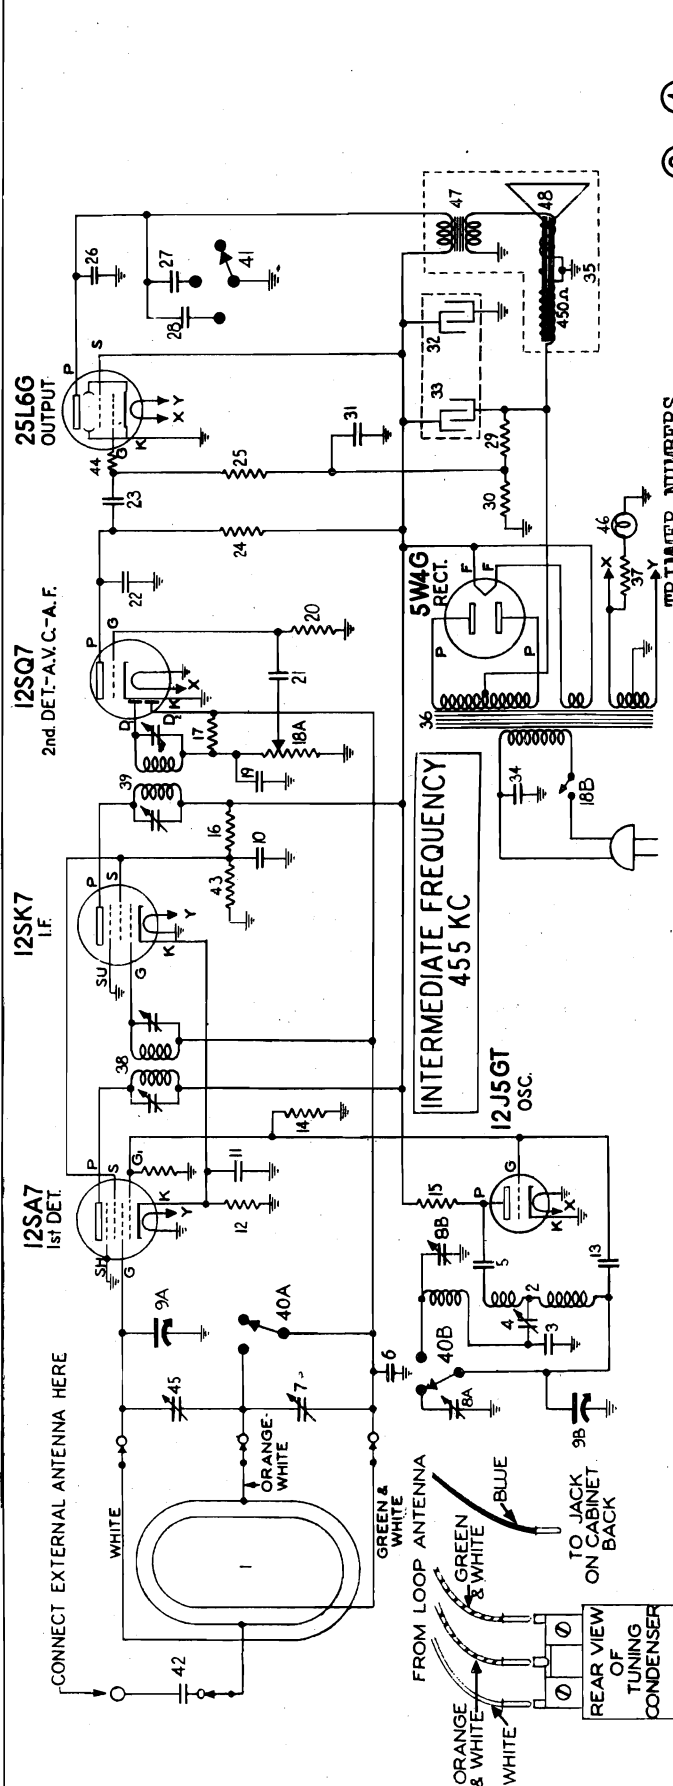 CONNECT EXTERNAL ANTENNA HERE
42
1
WHITE
ORANGE-
WHITE
GREEN &
WHITE
45
7
9A
40A
6
12SA7
1st DET.
P
S
G1
SH
G
K
Y
11
12
14
38
12SK7
I.F.
P
S
SU
G
K
Y
16
43
10
39
12SQ7
2nd. DET.-A.V.C.-A.F.
P
G
D
D2
K
X
17
18A
19
20
21
22
23
24
25
25L6G
OUTPUT
P
S
G
K
X
Y
44
26
27
28
41
31
INTERMEDIATE FREQUENCY
455 KC
12J5GT
OSC.
P
G
K
X
15
5
13
8B
8A
4
2
3
40B
9B
5W4G
RECT.
P
P
F
F
36
34
18B
X
Y
37
46
29
30
33
32
47
48
450Ω
35
FROM LOOP ANTENNA
GREEN
& WHITE
ORANGE
& WHITE
WHITE
BLUE
TO JACK
ON CABINET
BACK
REAR VIEW
OF
TUNING
CONDENSER
TRIMMER NUMBERS